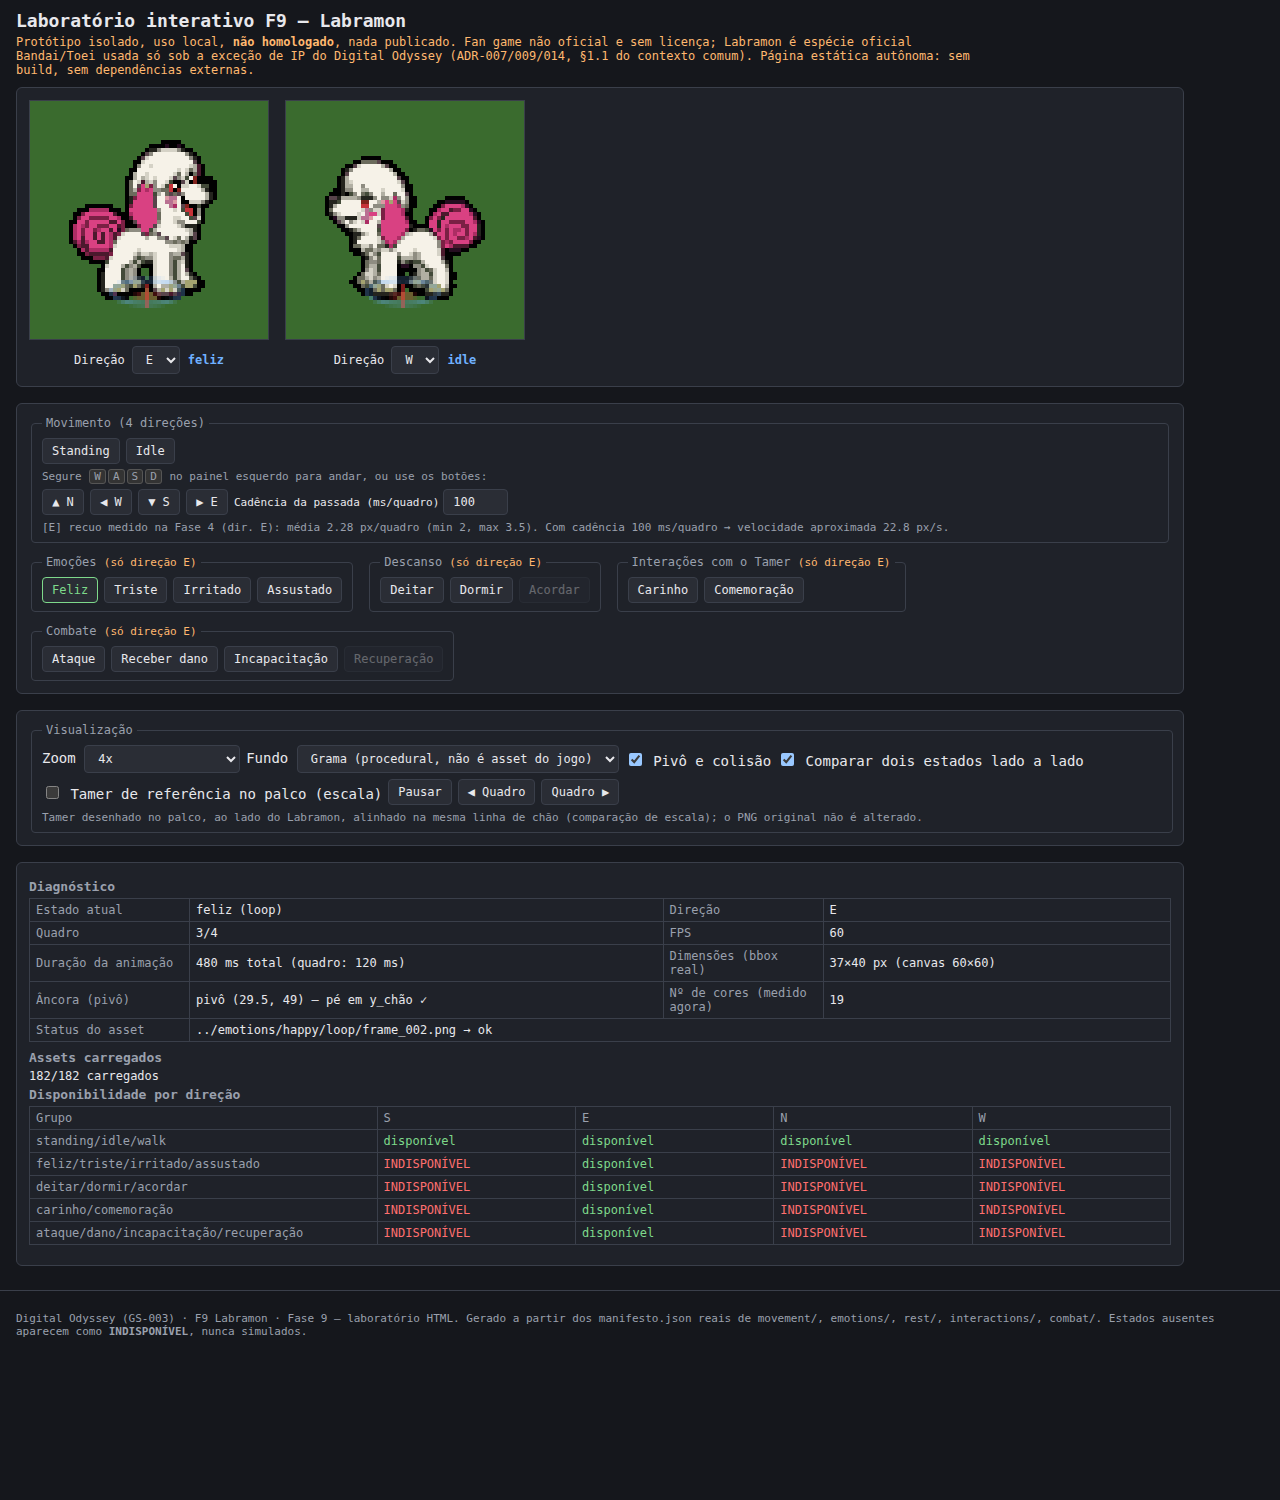 Laboratório interativo F9 — Labramon
Protótipo isolado, uso local, não homologado, nada publicado. Fan game não oficial e sem licença; Labramon é espécie oficial
Bandai/Toei usada só sob a exceção de IP do Digital Odyssey (ADR-007/009/014, §1.1 do contexto comum). Página estática autônoma: sem
build, sem dependências externas.
Direção E feliz
Direção W idle
Movimento (4 direções)
Standing Idle
Segure W A S D no painel esquerdo para andar, ou use os botões:
▲ N ◀ W ▼ S ▶ E Cadência da passada (ms/quadro) 100
[E] recuo medido na Fase 4 (dir. E): média 2.28 px/quadro (min 2, max 3.5). Com cadência 100 ms/quadro → velocidade aproximada 22.8 px/s.
Emoções (só direção E)
Feliz Triste Irritado Assustado
Descanso (só direção E)
Deitar Dormir Acordar
Interações com o Tamer (só direção E)
Carinho Comemoração
Combate (só direção E)
Ataque Receber dano Incapacitação Recuperação
Visualização
Zoom 4x Fundo Grama (procedural, não é asset do jogo) Pivô e colisão Comparar dois estados lado a lado
Tamer de referência no palco (escala) Pausar ◀ Quadro Quadro ▶
Tamer desenhado no palco, ao lado do Labramon, alinhado na mesma linha de chão (comparação de escala); o PNG original não é alterado.
Diagnóstico
Estado atual feliz (loop) Direção E
Quadro 3/4 FPS 60
Duração da animação 480 ms total (quadro: 120 ms) Dimensões (bbox real) 37×40 px (canvas 60×60)
Âncora (pivô) pivô (29.5, 49) — pé em y_chão ✓ Nº de cores (medido agora) 19
Status do asset ../emotions/happy/loop/frame_002.png → ok
Assets carregados
182/182 carregados
Disponibilidade por direção
Grupo S E N W
standing/idle/walk disponível disponível disponível disponível
feliz/triste/irritado/assustado INDISPONÍVEL disponível INDISPONÍVEL INDISPONÍVEL
deitar/dormir/acordar INDISPONÍVEL disponível INDISPONÍVEL INDISPONÍVEL
carinho/comemoração INDISPONÍVEL disponível INDISPONÍVEL INDISPONÍVEL
ataque/dano/incapacitação/recuperação INDISPONÍVEL disponível INDISPONÍVEL INDISPONÍVEL
Digital Odyssey (GS-003) · F9 Labramon · Fase 9 — laboratório HTML. Gerado a partir dos manifesto.json reais de movement/, emotions/, rest/, interactions/, combat/. Estados ausentes
aparecem como INDISPONÍVEL, nunca simulados.